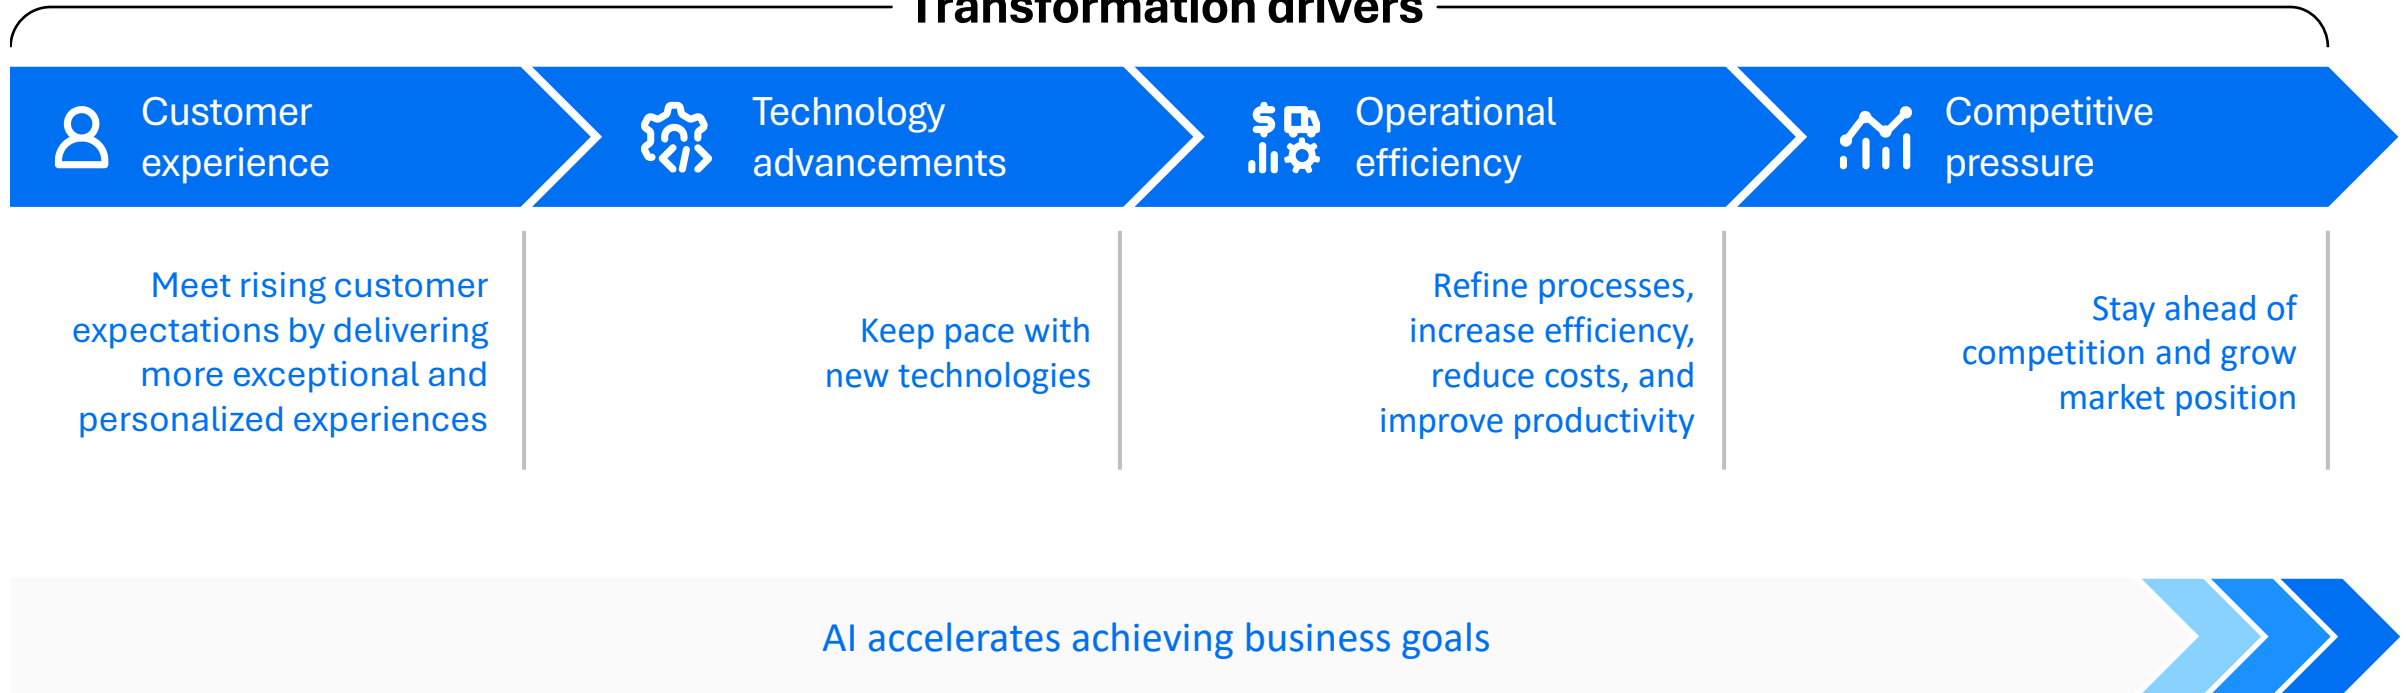 Transformation drivers
Customer
experience
Technology
advancements
Operational
efficiency
Competitive
pressure
Meet rising customer
expectations by delivering
more exceptional and
personalized experiences
Keep pace with
new technologies
Refine processes,
increase efficiency,
reduce costs, and
improve productivity
Stay ahead of
competition and grow
market position
AI accelerates achieving business goals